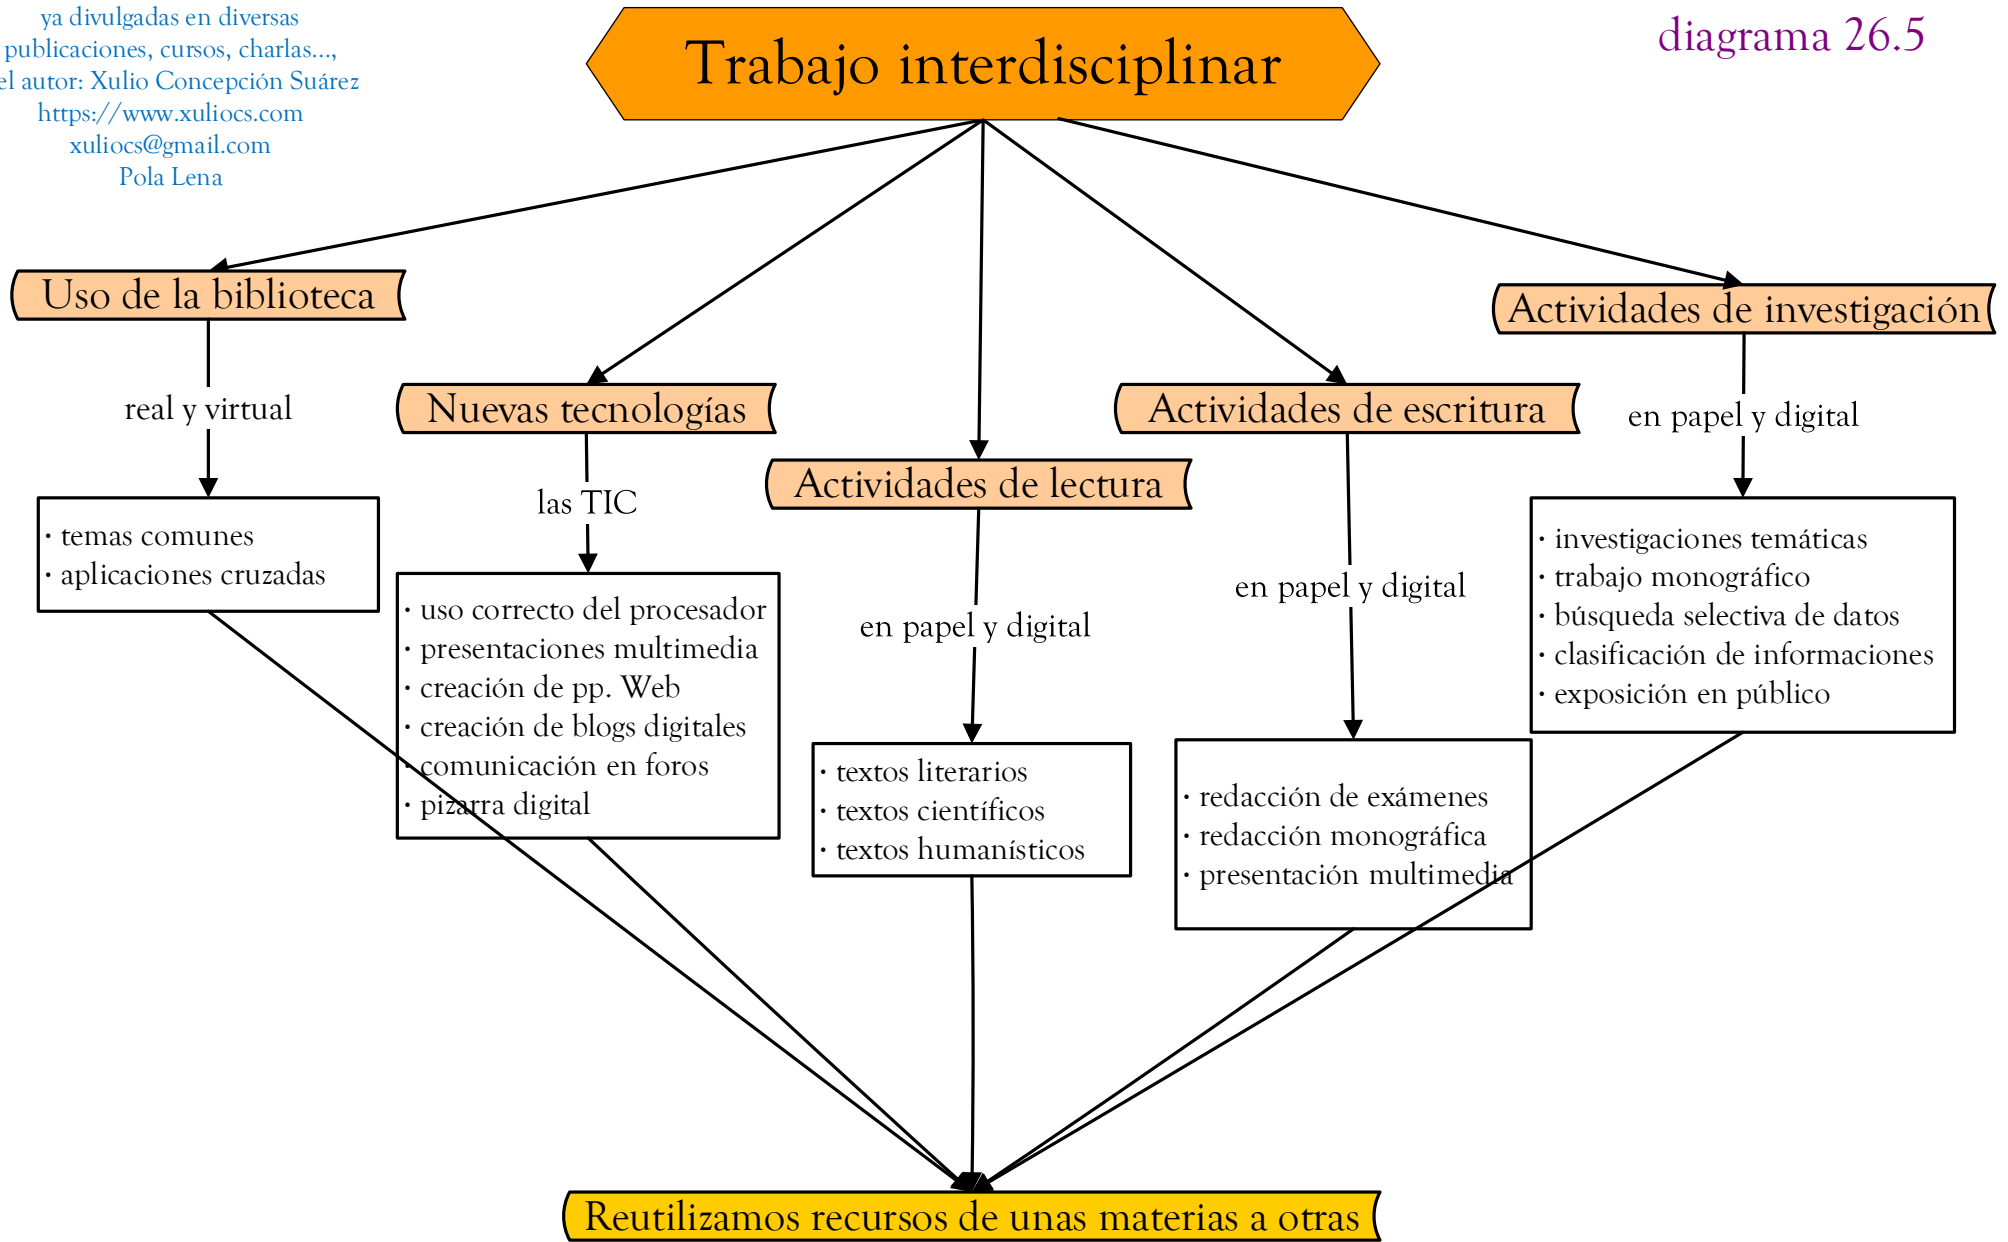 ya divulgadas en diversas
publicaciones, cursos, charlas...,
el autor: Xulio Concepción Suárez
https://www.xuliocs.com
xuliocs@gmail.com
Pola Lena
Trabajo interdisciplinar
diagrama 26.5
Uso de la biblioteca
real y virtual
· temas comunes
· aplicaciones cruzadas
Nuevas tecnologías
las TIC
· uso correcto del procesador
· presentaciones multimedia
· creación de pp. Web
· creación de blogs digitales
· comunicación en foros
· pizarra digital
Actividades de lectura
en papel y digital
· textos literarios
· textos científicos
· textos humanísticos
Actividades de escritura
en papel y digital
· redacción de exámenes
· redacción monográfica
· presentación multimedia
Actividades de investigación
en papel y digital
· investigaciones temáticas
· trabajo monográfico
· búsqueda selectiva de datos
· clasificación de informaciones
· exposición en público
Reutilizamos recursos de unas materias a otras